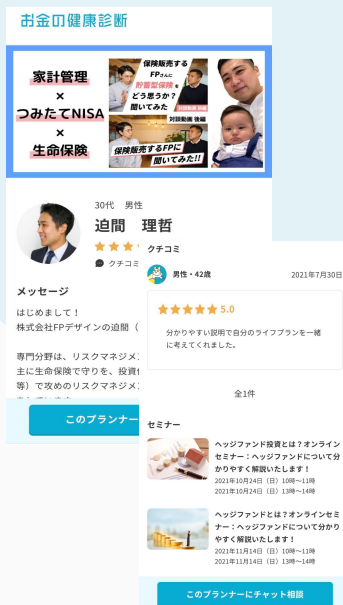 お金の健康診断
家計管理
×
つみたてNISA
×
生命保険
保険販売する
FPさんに
貯蓄型保険を
どう思うか?
聞いてみた
対談動画 前編
対談動画 後編
保険販売するFPに
聞いてみた!!
30代 男性
迫間 理哲
クチコミ
メッセージ
はじめまして!
株式会社FPデザインの迫間(
専門分野は、リスクマネジメン
主に生命保険で守りを、投資信
等)で攻めのリスクマネジメン
このプランナー
クチコミ
男性・42歳
2021年7月30日
5.0
分かりやすい説明で自分のライフプランを一緒
に考えてくれました。
全1件
セミナー
ヘッジファンド投資とは?オンライン
セミナー:ヘッジファンドについて分
かりやすく解説いたします!
2021年10月24日(日)10時〜11時
2021年10月24日(日)13時〜14時
ヘッジファンドとは?オンラインセミ
ナー:ヘッジファンドについて分かり
やすく解説いたします!
2021年11月14日(日)10時〜11時
2021年11月14日(日)13時〜14時
このプランナーにチャット相談